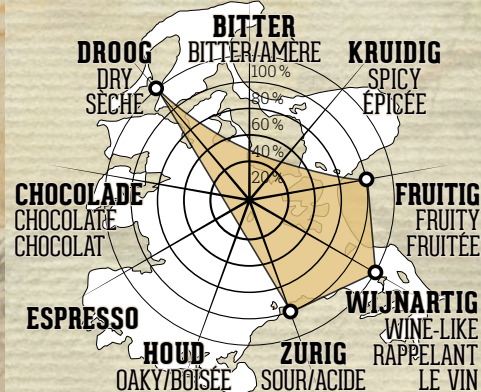 BITTER
BITTER/AMÈRE
DROOG
DRY
SÈCHE
KRUIDIG
SPICY
ÉPICÉE
100%
80%
60%
40%
20%
CHOCOLADE
CHOCOLATE
CHOCOLAT
FRUITIG
FRUITY
FRUITÉE
ESPRESSO
WIJNARTIG
WINE-LIKE
RAPPELANT
LE VIN
HOUD
OAKY/BOISÉE
ZURIG
SOUR/ACIDE